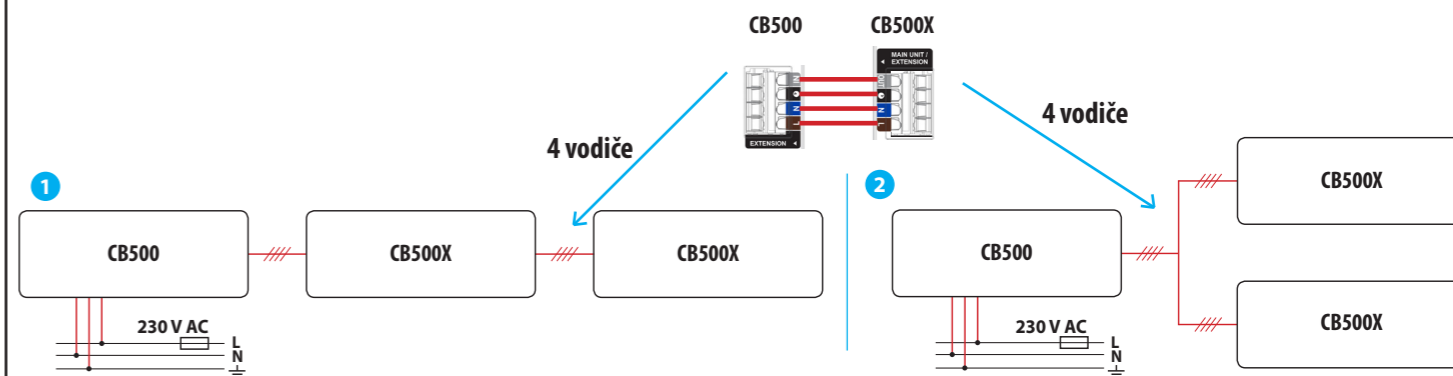 CB500 CB500X
MAIN UNIT /
EXTENSION
N
N
L
L
EXTENSION
4 vodiče
4 vodiče
1
CB500
CB500X
CB500X
230 V AC
L
N
2
CB500
CB500X
CB500X
230 V AC
L
N